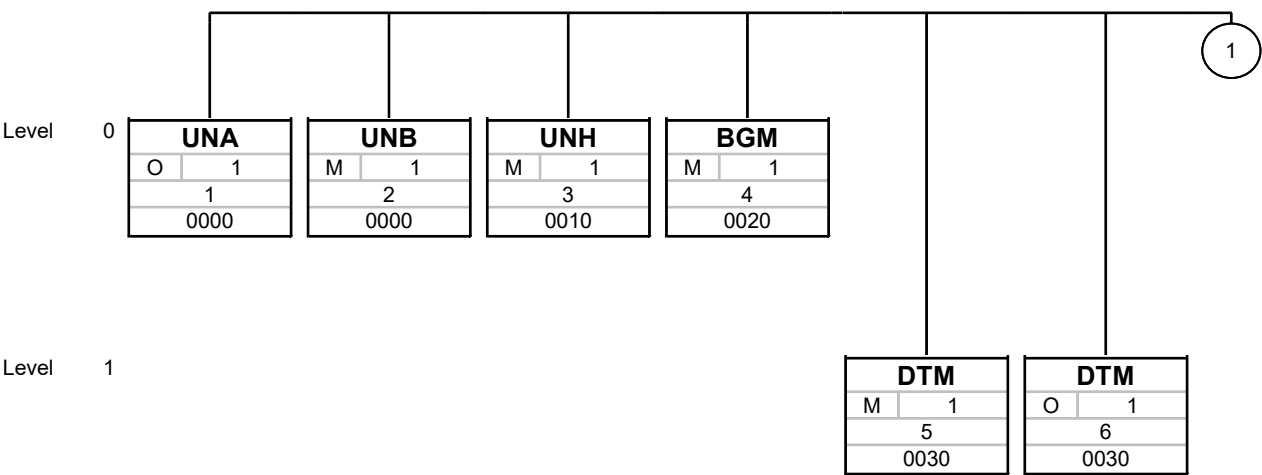 1
Level 0 UNA UNB UNH BGM
O 1 M 1 M 1 M 1
1 2 3 4
0000 0000 0010 0020
Level 1 DTM DTM
M 1 O 1
5 6
0030 0030